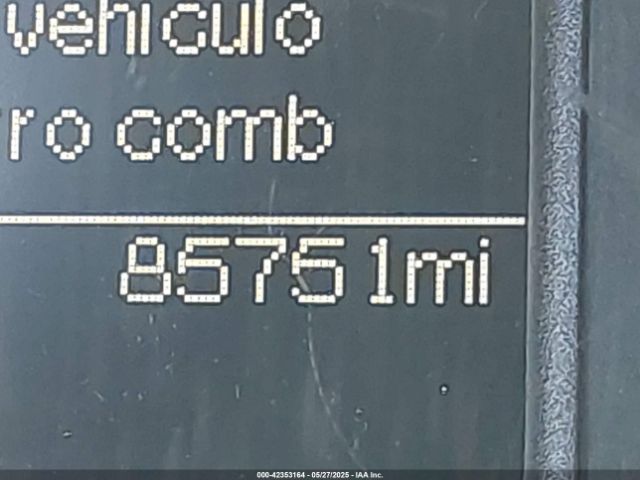 vehiculo
ro comb
85751mi
000-42353164 - 05/27/2025 - IAA Inc.